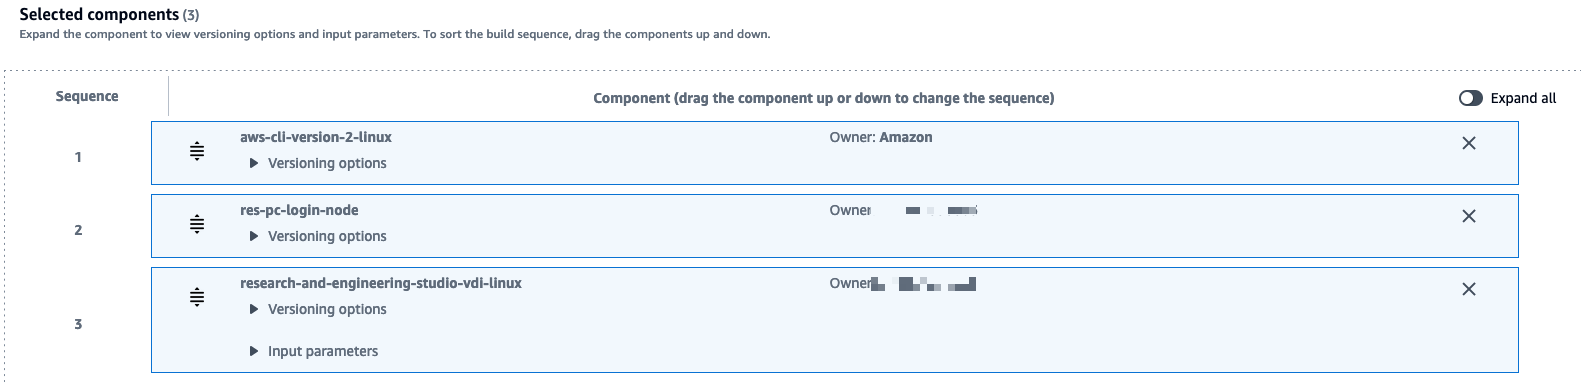 Selected components (3)
Expand the component to view versioning options and input parameters. To sort the build sequence, drag the components up and down.
Sequence Component (drag the component up or down to change the sequence) Expand all
1 aws-cli-version-2-linux Owner: Amazon
Versioning options
2 res-pc-login-node Owner
Versioning options
3 research-and-engineering-studio-vdi-linux Owner
Versioning options
Input parameters